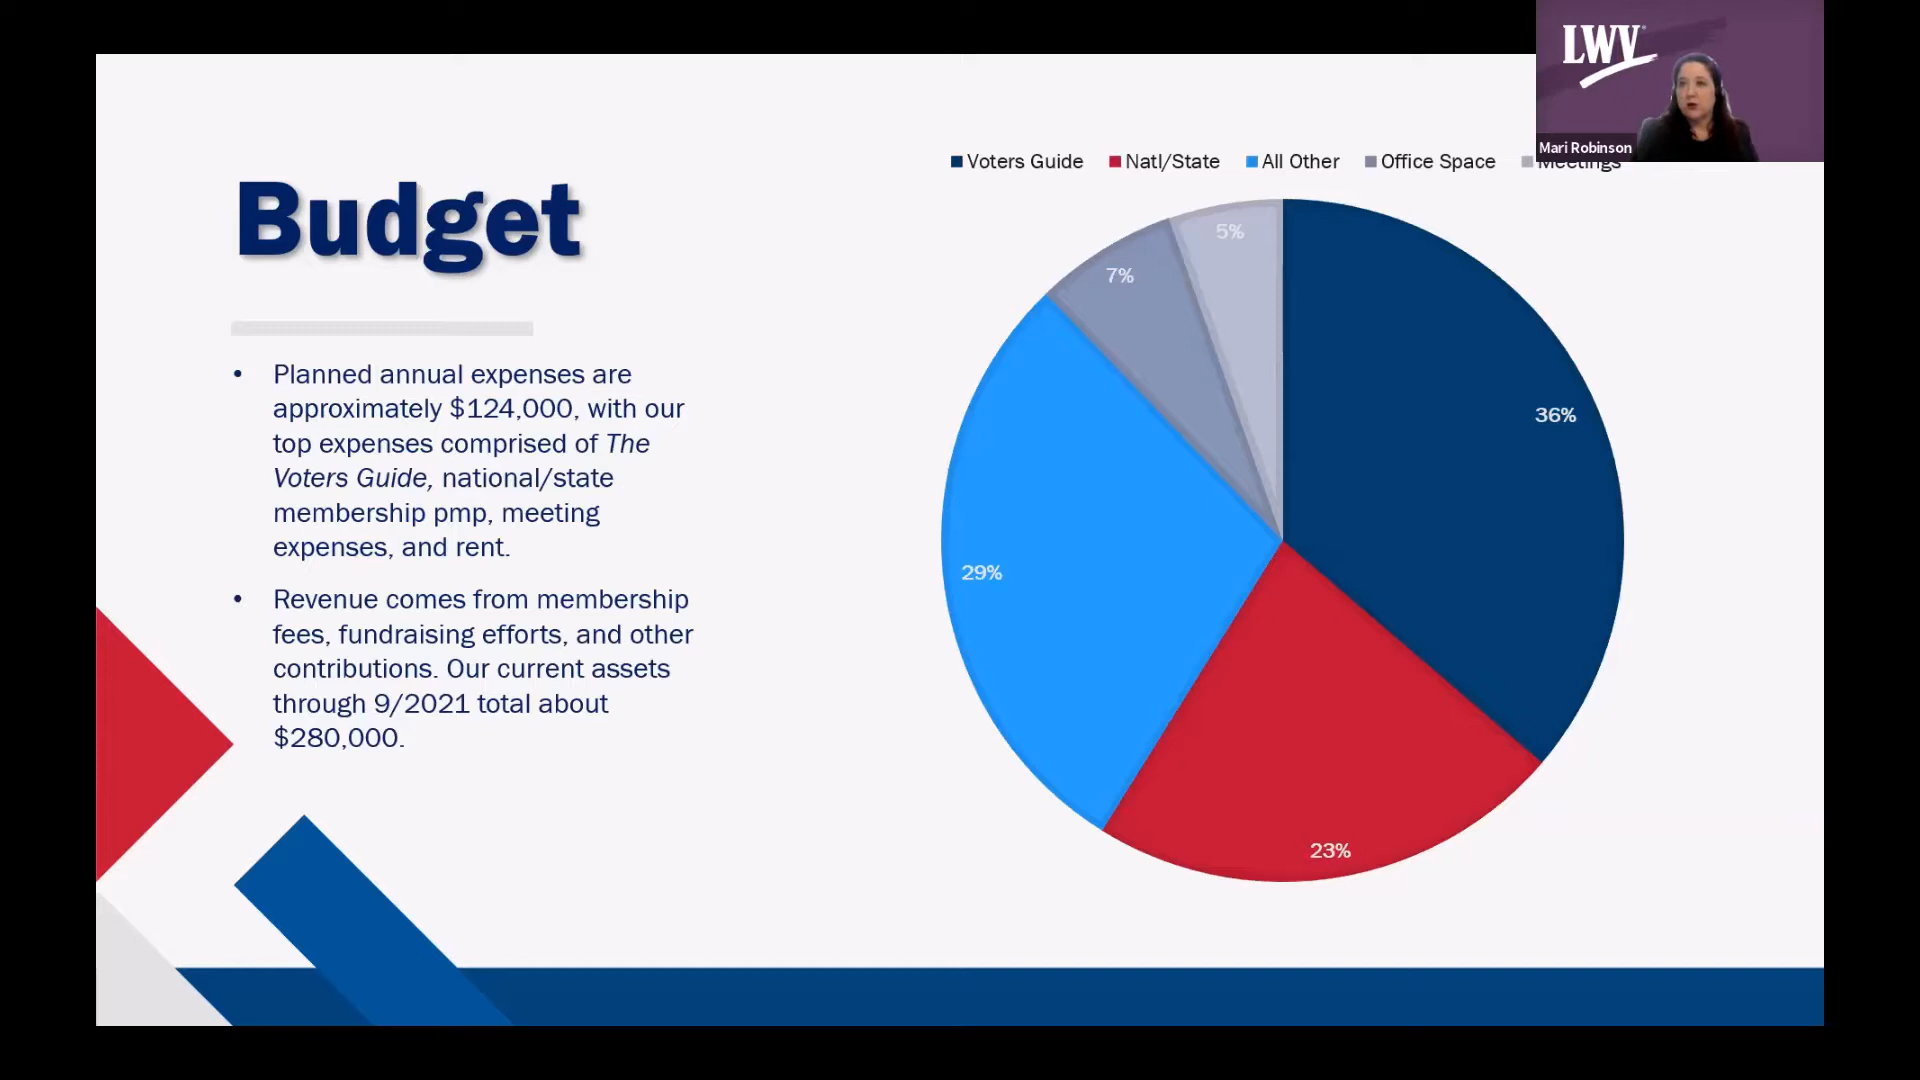 LWV
Mari Robinson
Voters Guide Natl/State All Other Office Space Meetings
Budget
5%
7%
36%
29%
23%
• Planned annual expenses are
approximately $124,000, with our
top expenses comprised of The
Voters Guide, national/state
membership pmp, meeting
expenses, and rent.
• Revenue comes from membership
fees, fundraising efforts, and other
contributions. Our current assets
through 9/2021 total about
$280,000.